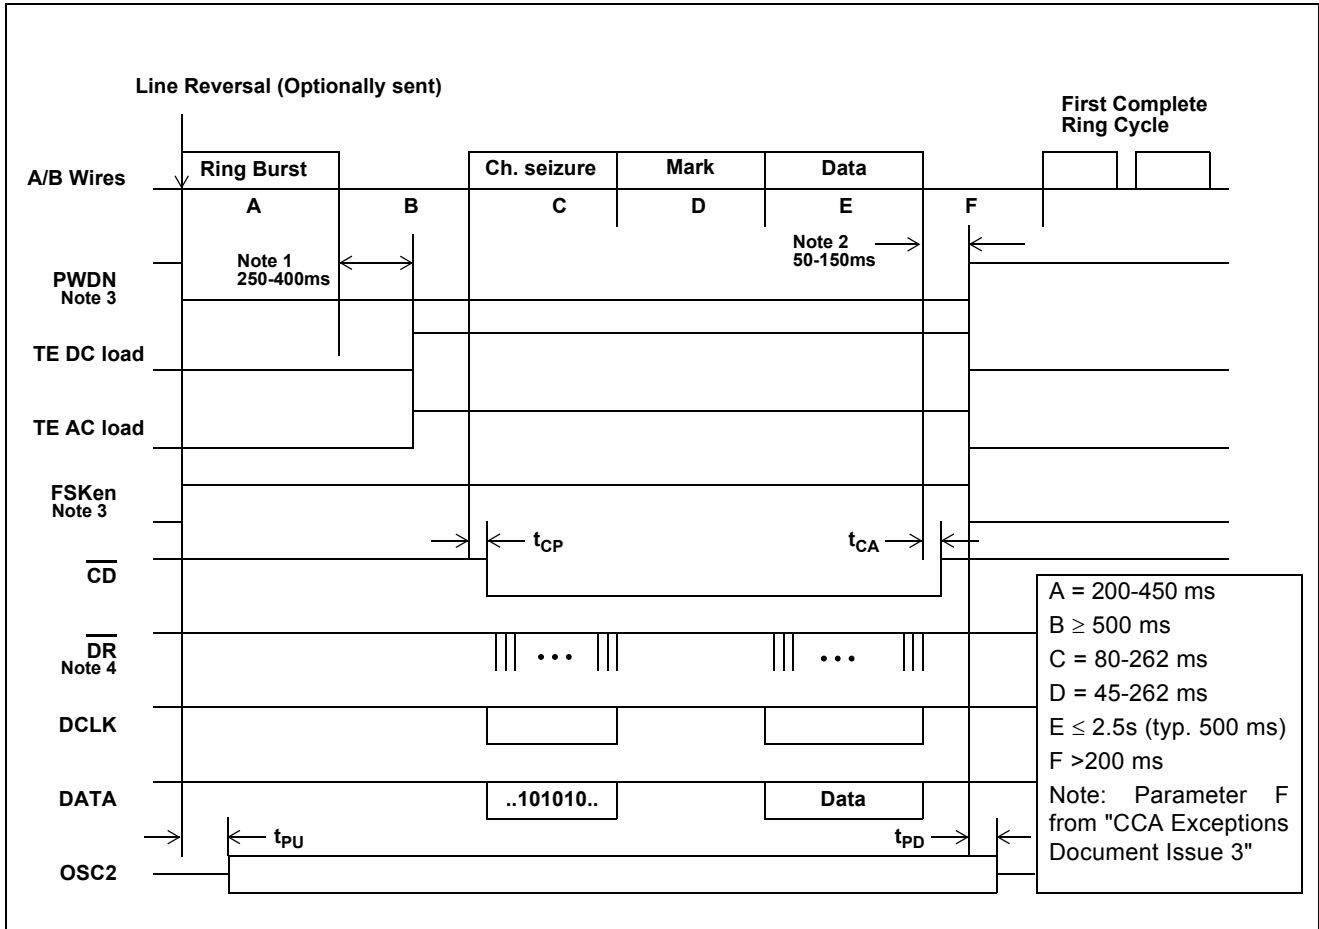 Line Reversal (Optionally sent)
First Complete
Ring Cycle
A/B Wires
Ring Burst
Ch. seizure
Mark
Data
A
B
C
D
E
F
Note 1
250-400ms
Note 2
50-150ms
PWDN
Note 3
TE DC load
TE AC load
FSKen
Note 3
tCP
tCA
CD
DR
Note 4
• • •
• • •
DCLK
DATA
..101010..
Data
tPU
tPD
OSC2
A = 200-450 ms
B ≥ 500 ms
C = 80-262 ms
D = 45-262 ms
E ≤ 2.5s (typ. 500 ms)
F >200 ms
Note: Parameter F
from "CCA Exceptions
Document Issue 3"